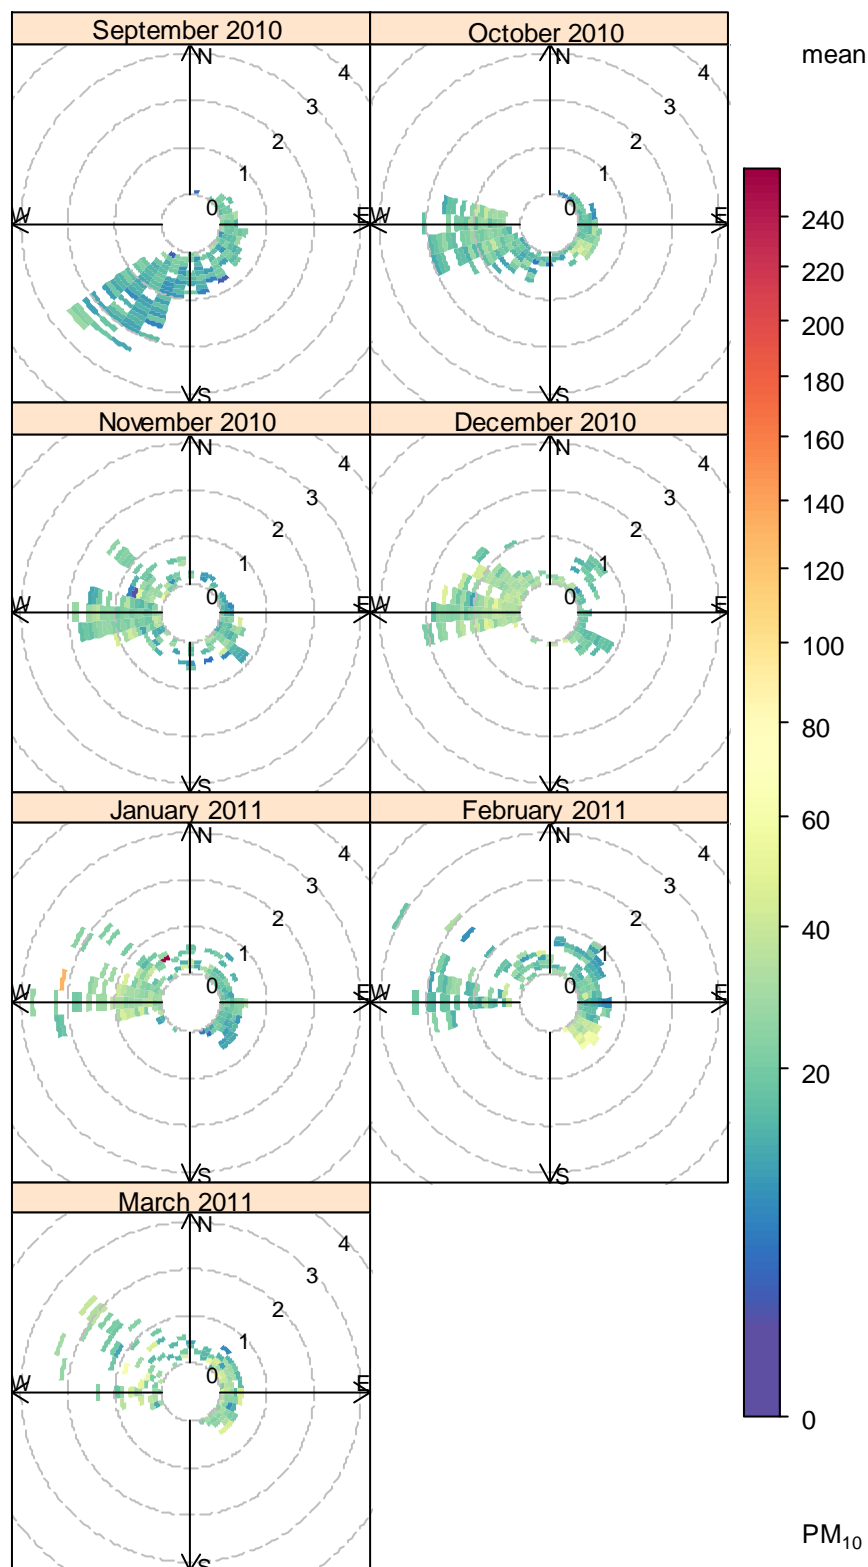 September 2010
N
4
3
2
1
0
W
E
S
October 2010
N
4
3
2
1
0
W
E
S
November 2010
N
4
3
2
1
0
W
E
S
December 2010
N
4
3
2
1
0
W
E
S
January 2011
N
4
3
2
1
0
W
E
S
February 2011
N
4
3
2
1
0
W
E
S
March 2011
N
4
3
2
1
0
W
E
S
mean
240
220
200
180
160
140
120
100
80
60
40
20
0
PM₁₀